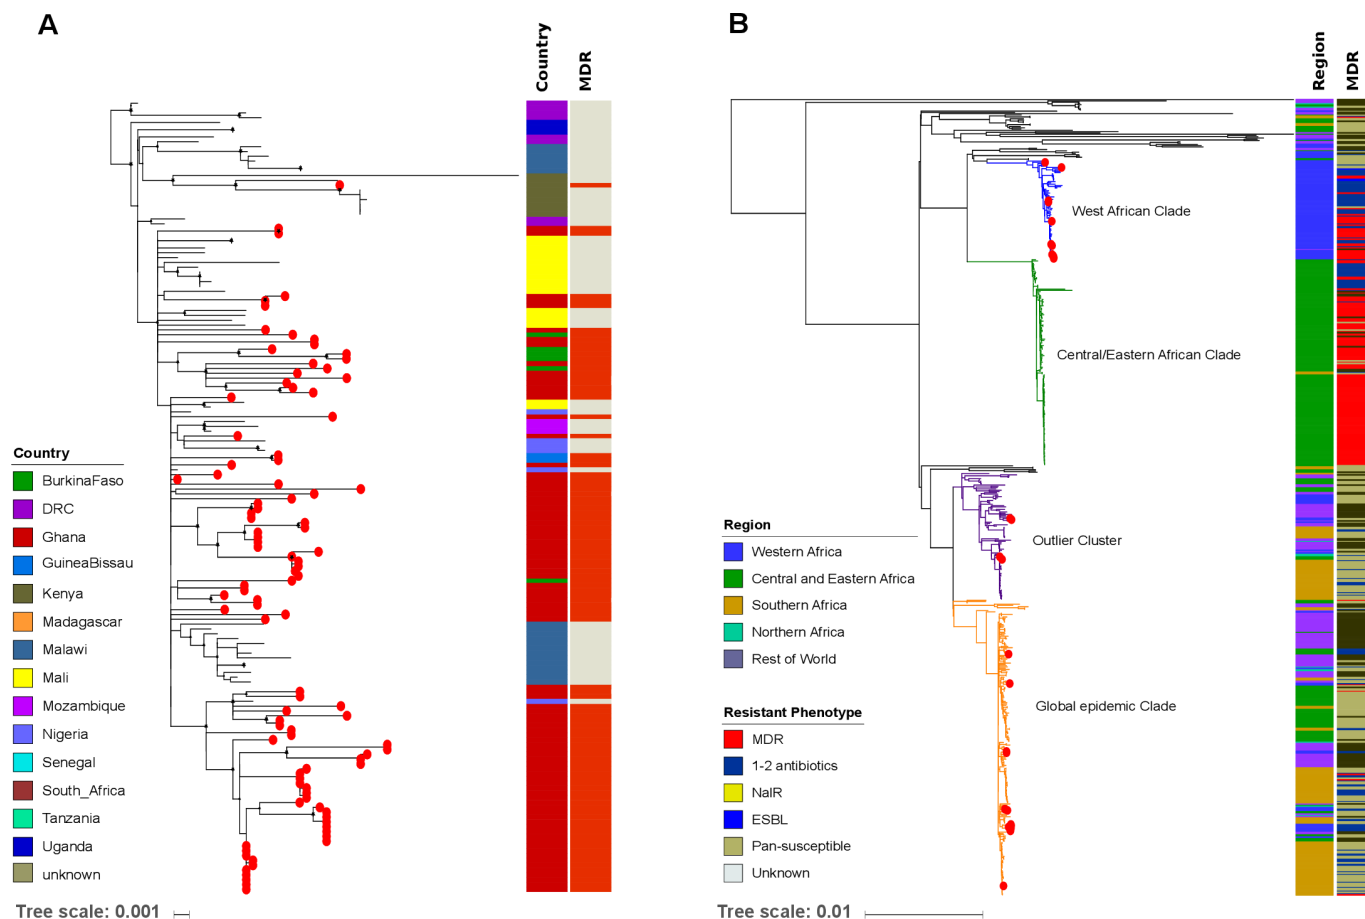 A
Country
MDR
Country
BurkinaFaso
DRC
Ghana
GuineaBissau
Kenya
Madagascar
Malawi
Mali
Mozambique
Nigeria
Senegal
South_Africa
Tanzania
Uganda
unknown
Tree scale: 0.001
B
Region
MDR
West African Clade
Central/Eastern African Clade
Outlier Cluster
Global epidemic Clade
Region
Western Africa
Central and Eastern Africa
Southern Africa
Northern Africa
Rest of World
Resistant Phenotype
MDR
1-2 antibiotics
NalR
ESBL
Pan-susceptible
Unknown
Tree scale: 0.01